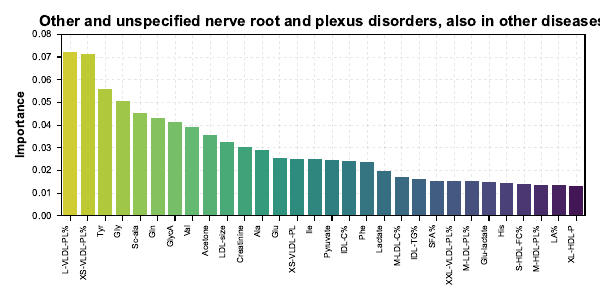 Other and unspecified nerve root and plexus disorders, also in other diseases
Importance
0.08
0.07
0.06
0.05
0.04
0.03
0.02
0.01
0.00
L-VLDL-PL%
XS-VLDL-PL%
Tyr
Gly
So-ala
Gln
GlycA
Val
Acetone
LDL-size
Creatinine
Ala
Glu
XS-VLDL-PL
Ile
Pyruvate
IDL-C%
Phe
Lactate
M-LDL-C%
IDL-TG%
SFA%
XXL-VLDL-PL%
M-LDL-PL%
Glu-lactate
His
S-HDL-FC%
M-HDL-PL%
LA%
XL-HDL-P